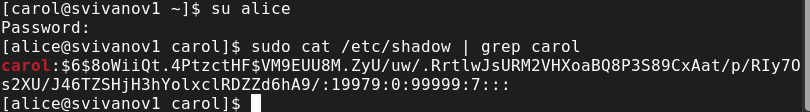 [carol@svivanov1 ~]$ su alice
Password:
[alice@svivanov1 carol]$ sudo cat /etc/shadow | grep carol
carol:$6$8oWiiQt.4PtzctHF$VM9EUU8M.ZyU/uw/.RrtlwJsURM2VHXoaBQ8P3S89CxAat/p/RIy7O
s2XU/J46TZSHjH3hYolxclRDZZd6hA9/:19979:0:99999:7:::
[alice@svivanov1 carol]$